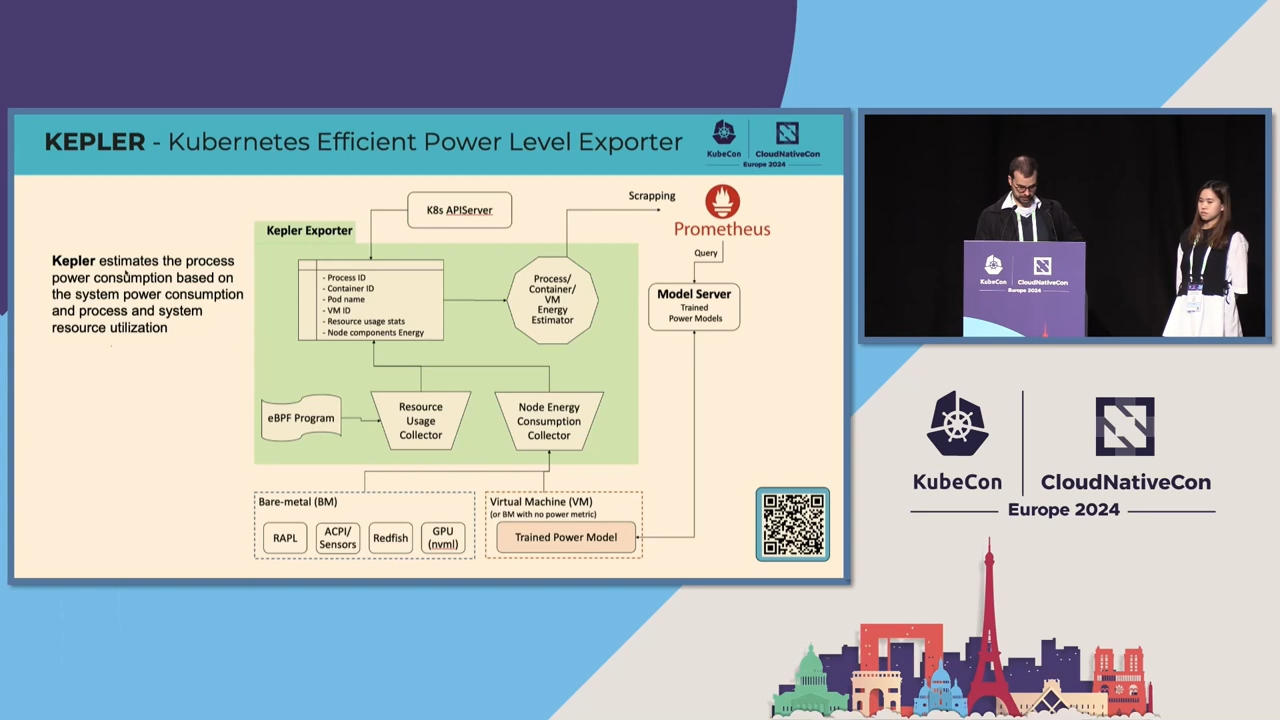 KEPLER - Kubernetes Efficient Power Level Exporter
KubeCon
CloudNativeCon
Europe 2024
Kepler estimates the process
power consumption based on
the system power consumption
and process and system
resource utilization
K8s APIServer
Scrapping
Prometheus
Query
Kepler Exporter
- Process ID
- Container ID
- Pod name
- VM ID
- Resource usage stats
- Node components Energy
Process/
Container/
VM
Energy
Estimator
Model Server
Trained
Power Models
eBPF Program
Resource
Usage
Collector
Node Energy
Consumption
Collector
Bare-metal (BM)
RAPL
ACPI/
Sensors
Redfish
GPU
(nvml)
Virtual Machine (VM)
(or BM with no power metric)
Trained Power Model
KubeCon
CloudNativeCon
Europe 2024
KubeCon
CloudNativeCon
Europe 2024